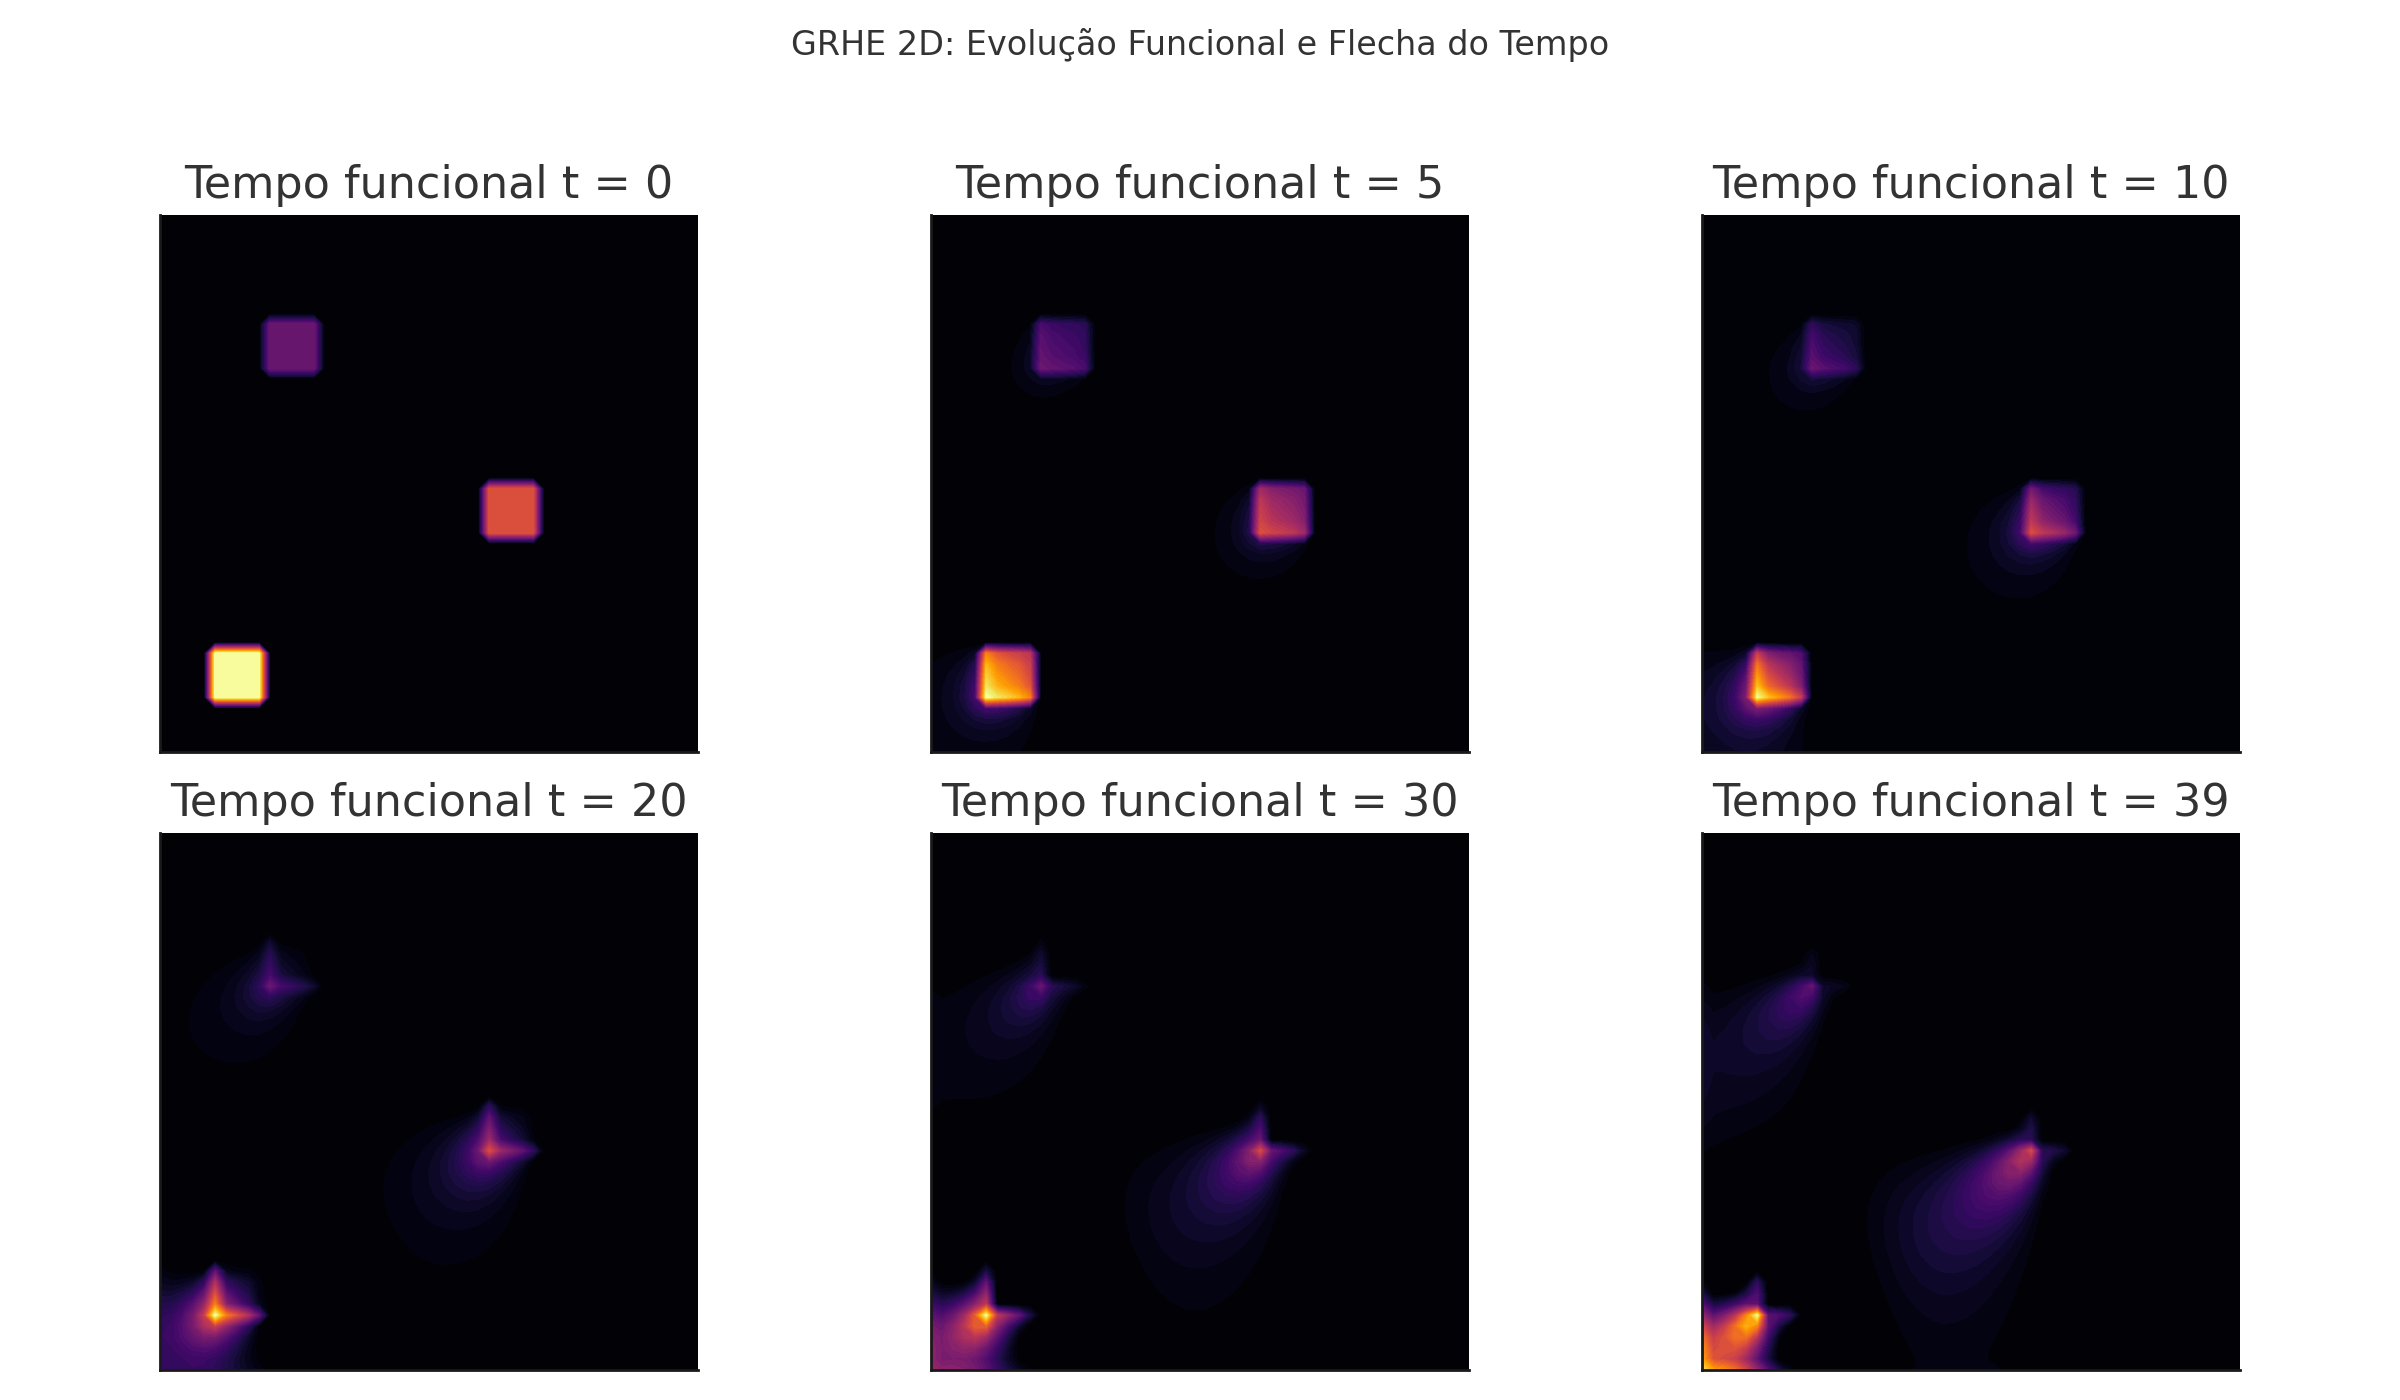 GRHE 2D: Evolução Funcional e Flecha do Tempo
Tempo funcional t = 0
Tempo funcional t = 5
Tempo funcional t = 10
Tempo funcional t = 20
Tempo funcional t = 30
Tempo funcional t = 39